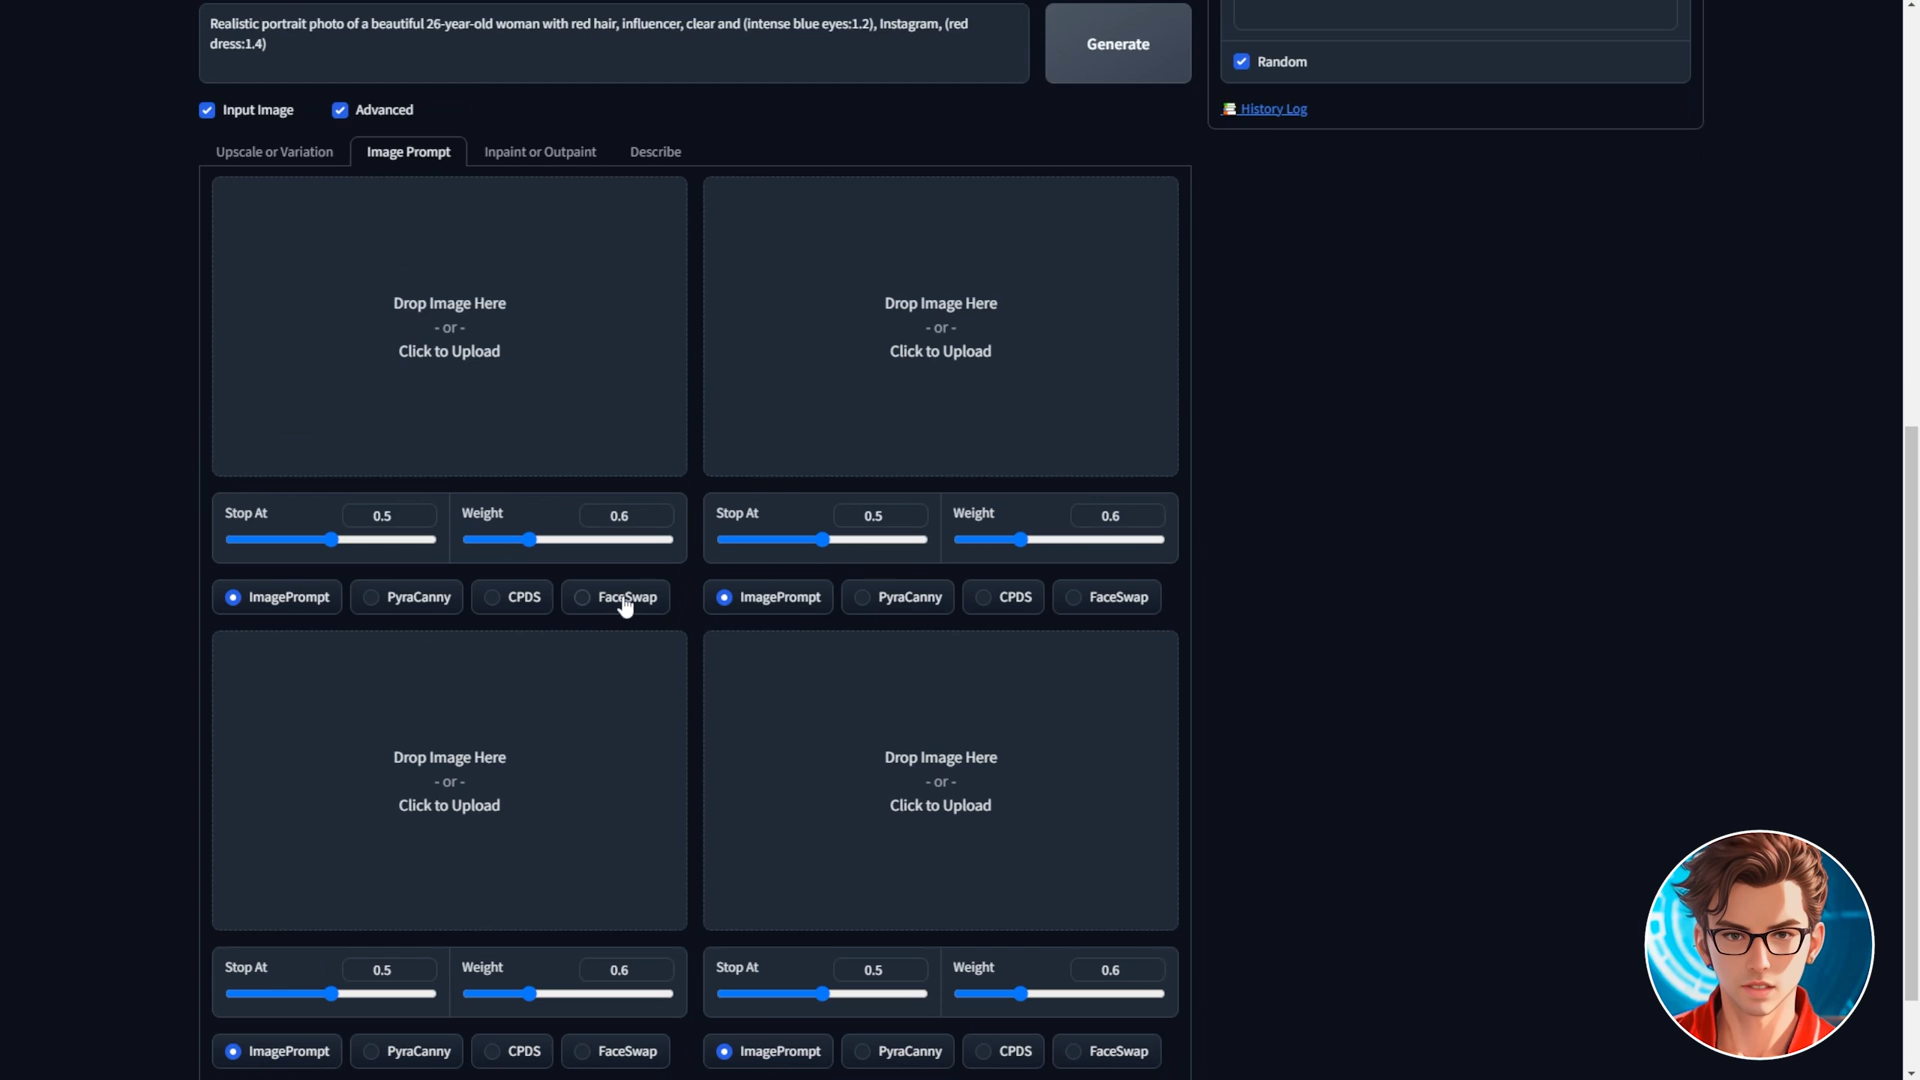 Realistic portrait photo of a beautiful 26-year-old woman with red hair, influencer, clear and (intense blue eyes:1.2), Instagram, (red
dress:1.4)
Generate
Random
History Log
Input Image
Advanced
Upscale or Variation
Image Prompt
Inpaint or Outpaint
Describe
Drop Image Here
- or -
Click to Upload
Drop Image Here
- or -
Click to Upload
Stop At
0.5
Weight
0.6
Stop At
0.5
Weight
0.6
ImagePrompt
PyraCanny
CPDS
FaceSwap
ImagePrompt
PyraCanny
CPDS
FaceSwap
Drop Image Here
- or -
Click to Upload
Drop Image Here
- or -
Click to Upload
Stop At
0.5
Weight
0.6
Stop At
0.5
Weight
0.6
ImagePrompt
PyraCanny
CPDS
FaceSwap
ImagePrompt
PyraCanny
CPDS
FaceSwap